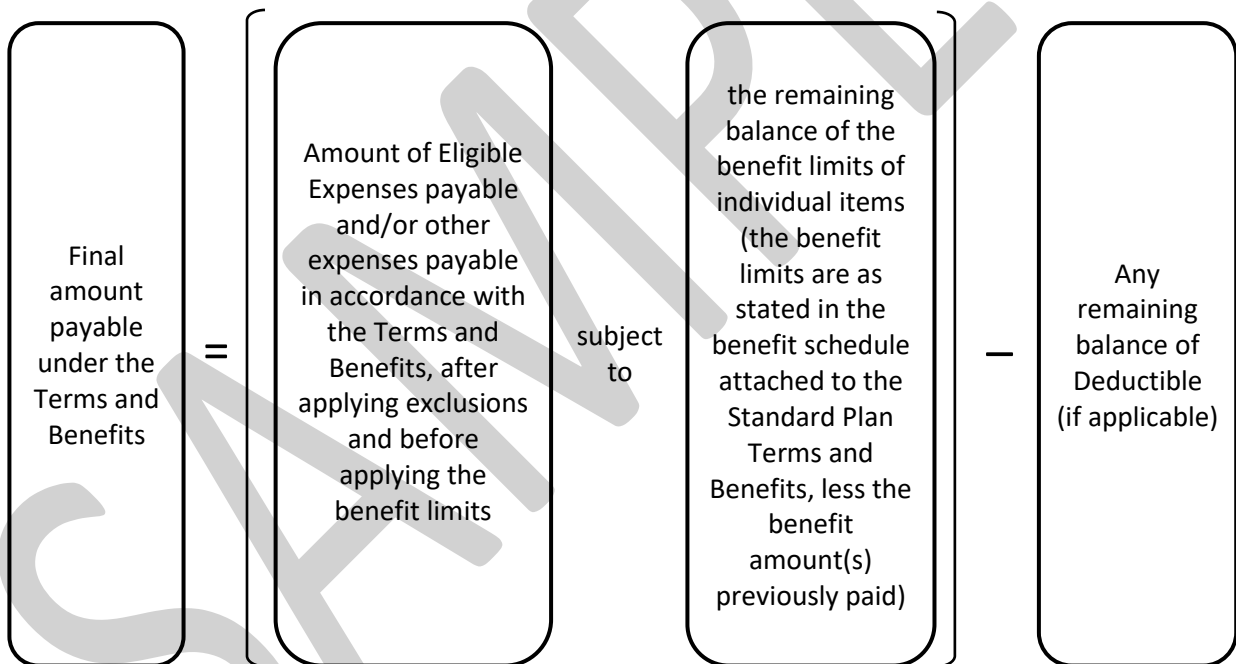 Final
amount
payable
under the
Terms and
Benefits
=
Amount of Eligible
Expenses payable
and/or other
expenses payable
in accordance with
the Terms and
Benefits, after
applying exclusions
and before
applying the
benefit limits
subject
to
the remaining
balance of the
benefit limits of
individual items
(the benefit
limits are as
stated in the
benefit schedule
attached to the
Standard Plan
Terms and
Benefits, less the
benefit
amount(s)
previously paid)
–
Any
remaining
balance of
Deductible
(if applicable)
SAMPL